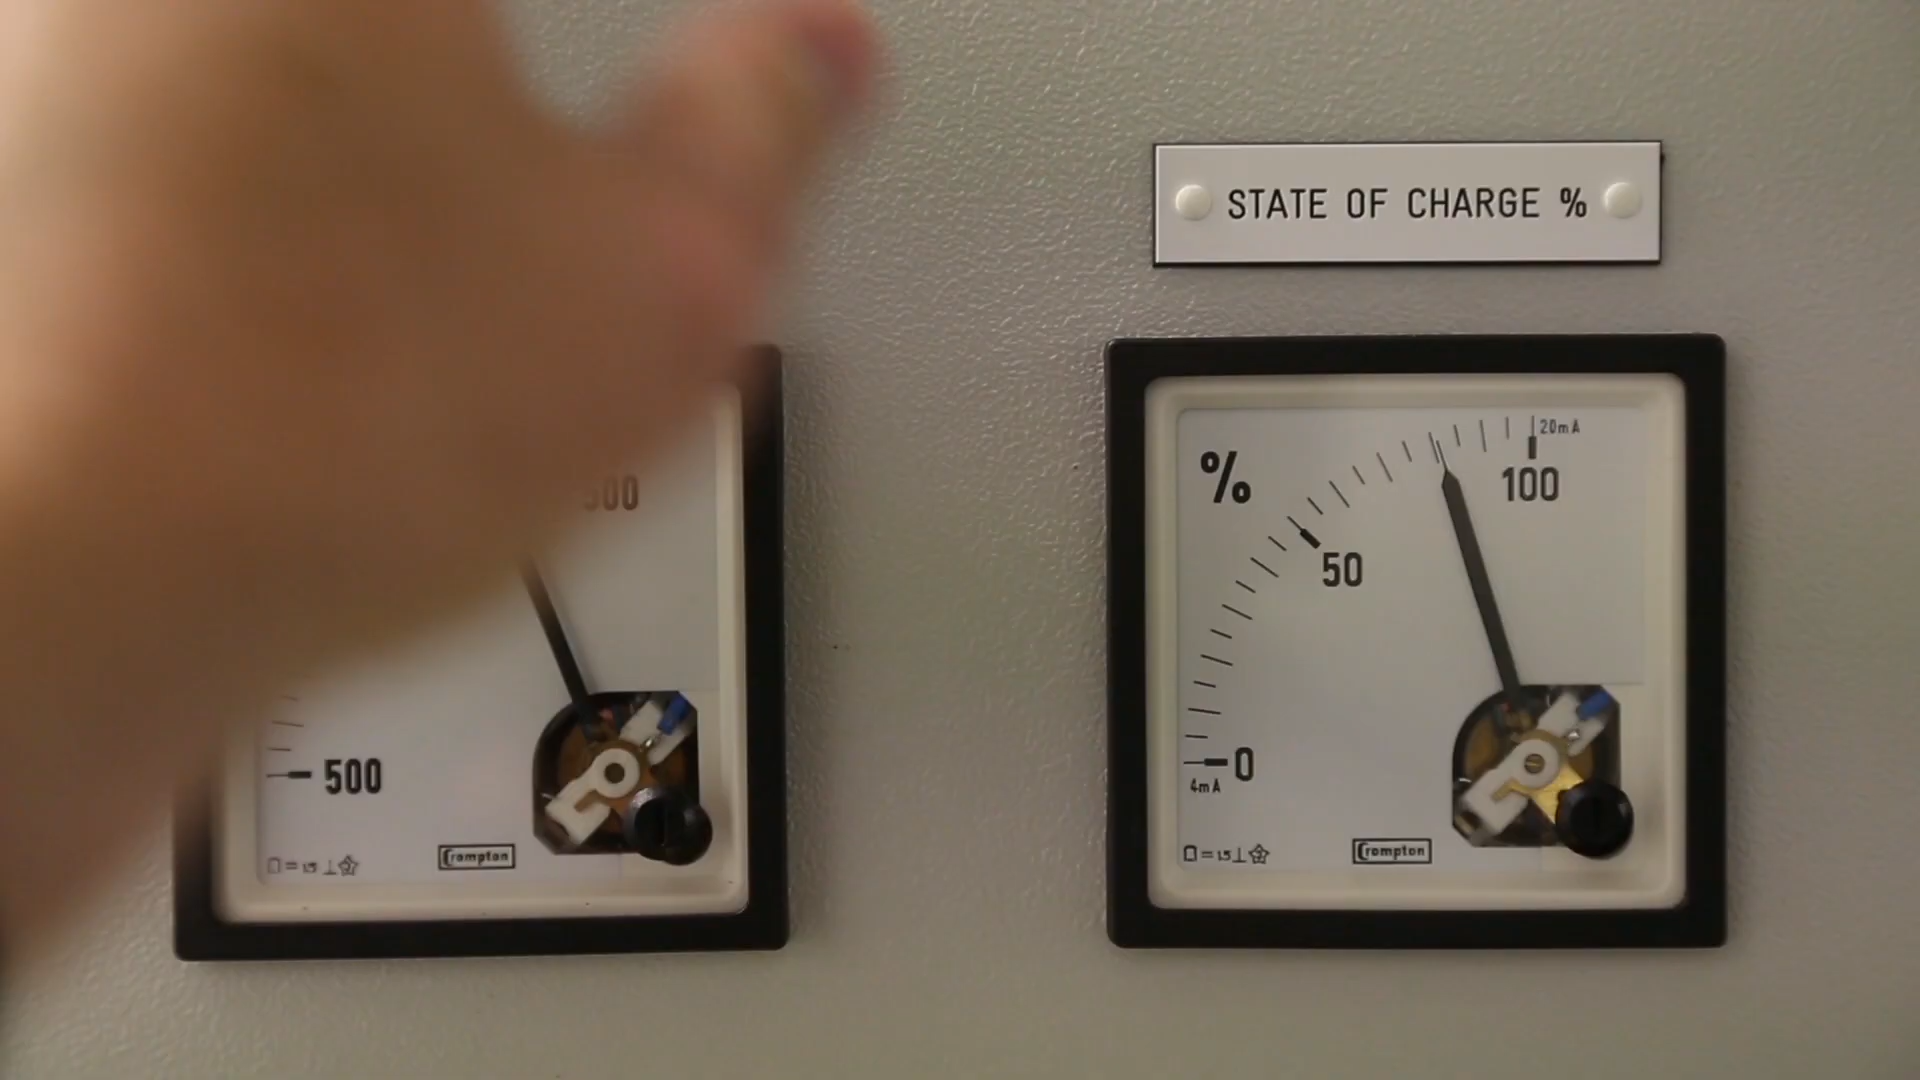 STATE OF CHARGE %
%
20mA
100
50
0
4mA
Crompton
500
Crompton